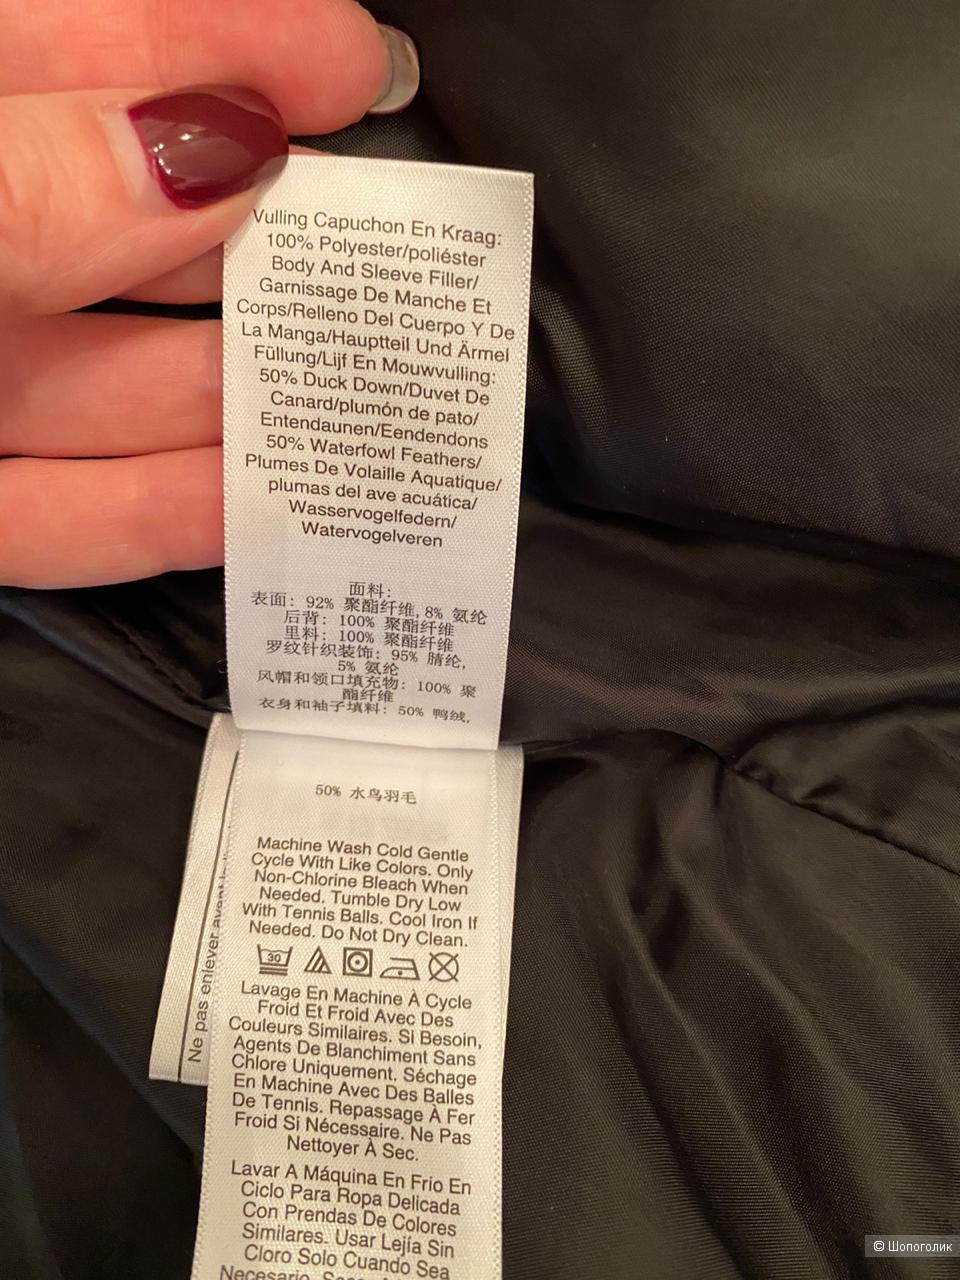 Vulling Capuchon En Kraag:
100% Polyester/poliéster
Body And Sleeve Filler/
Garnissage De Manche Et
Corps/Relleno Del Cuerpo Y De
La Manga/Hauptteil Und Ärmel
Füllung/Lijf En Mouwvulling:
50% Duck Down/Duvet De
Canard/plumón de pato/
Entendaunen/Eendendons
50% Waterfowl Feathers/
Plumes De Volaille Aquatique/
plumas del ave acuática/
Wasservogelfedern/
Watervogelveren
面料:
表面: 92% 聚酯纤维, 8% 氨纶
后背: 100% 聚酯纤维
里料: 100% 聚酯纤维
罗纹针织装饰: 95% 腈纶,
5% 氨纶
风帽和领口填充物: 100% 聚
酯纤维
衣身和袖子填料: 50% 鸭绒,
50% 水鸟羽毛
Machine Wash Cold Gentle
Cycle With Like Colors. Only
Non-Chlorine Bleach When
Needed. Tumble Dry Low
With Tennis Balls. Cool Iron If
Needed. Do Not Dry Clean.
30
Lavage En Machine À Cycle
Froid Et Froid Avec Des
Couleurs Similaires. Si Besoin,
Agents De Blanchiment Sans
Chlore Uniquement. Séchage
En Machine Avec Des Balles
De Tennis. Repassage À Fer
Froid Si Nécessaire. Ne Pas
Nettoyer À Sec.
Lavar A Máquina En Frío En
Ciclo Para Ropa Delicada
Con Prendas De Colores
Similares. Usar Lejía Sin
Cloro Solo Cuando Sea
Necesario.
Ne pas enlever avant
© Шопоголик